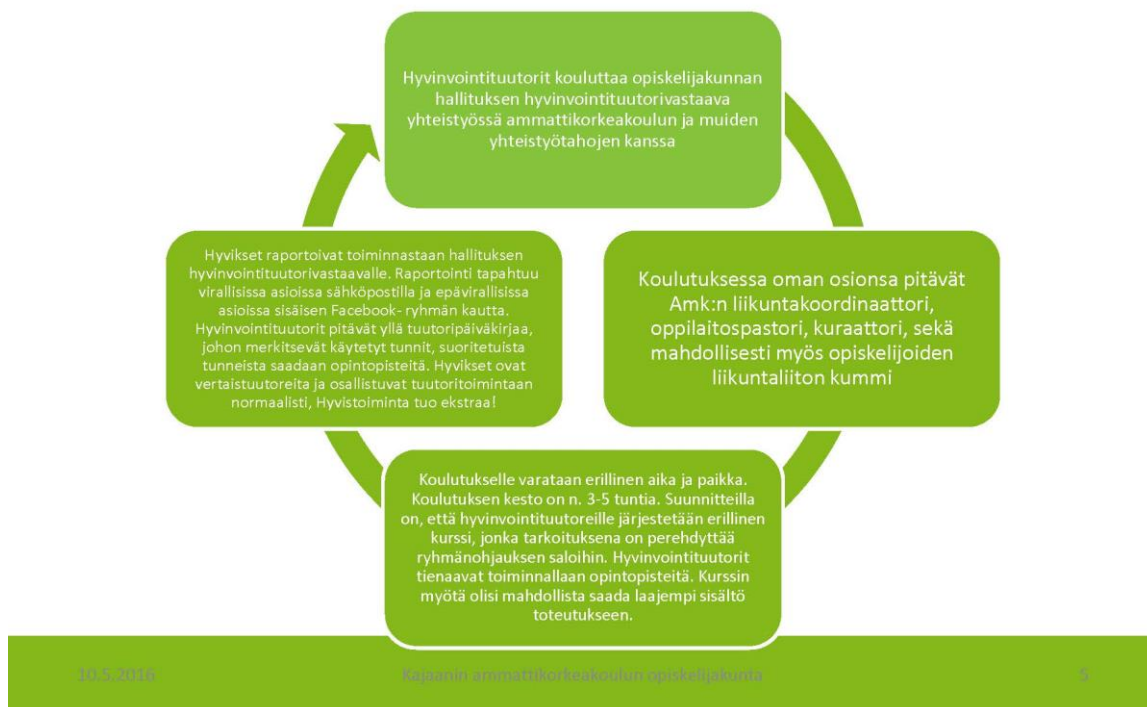 Hyvinvointituutorit kouluttaa opiskelijakunnan
hallituksen hyvinvointituutorivastaava
yhteistyössä ammattikorkeakoulun ja muiden
yhteistyötahojen kanssa
Koulutuksessa oman osionsa pitävät
Amk:n liikuntakoordinaattori,
oppilaitospastori, kuraattori, sekä
mahdollisesti myös opiskelijoiden
liikuntaliiton kummi
Koulutukselle varataan erillinen aika ja paikka.
Koulutuksen kesto on n. 3-5 tuntia. Suunnitteilla
on, että hyvinvointituutoreille järjestetään erillinen
kurssi, jonka tarkoituksena on perehdyttää
ryhmänohjauksen saloihin. Hyvinvointituutorit
tienaavat toiminnallaan opintopisteitä. Kurssin
myötä olisi mahdollista saada laajempi sisältö
toteutukseen.
Hyvikset raportoivat toiminnastaan hallituksen
hyvinvointituutorivastaavalle. Raportointi tapahtuu
virallisissa asioissa sähköpostilla ja epävirallisissa
asioissa sisäisen Facebook- ryhmän kautta.
Hyvinvointituutorit pitävät yllä tuutoripäiväkirjaa,
johon merkitsevät käytetyt tunnit, suoritetuista
tunneista saadaan opintopisteitä. Hyvikset ovat
vertaistuutoreita ja osallistuvat tuutoritoimintaan
normaalisti, Hyvistoiminta tuo ekstraa!
10.5.2016
Kajaanin ammattikorkeakoulun opiskelijakunta
5